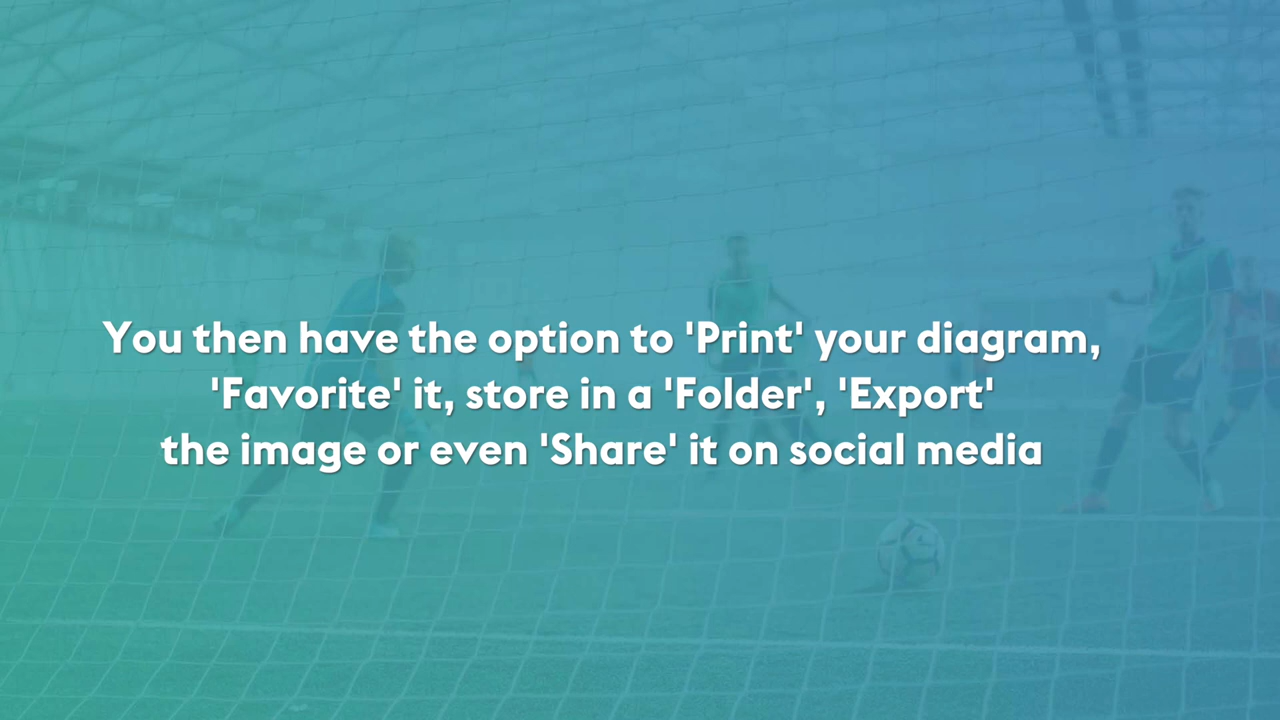 You then have the option to 'Print' your diagram,
'Favorite' it, store in a 'Folder', 'Export'
the image or even 'Share' it on social media